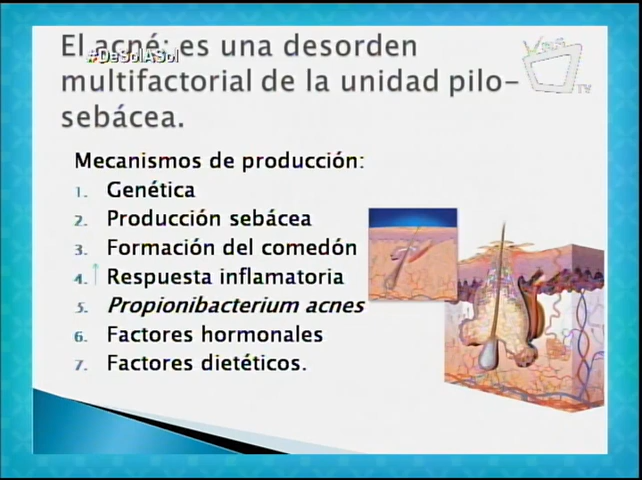 El acné: es una desorden
#DeSolASol
multifactorial de la unidad pilo-
sebácea.
TV
Mecanismos de producción:
1. Genética
2. Producción sebácea
3. Formación del comedón
4. ↑ Respuesta inflamatoria
5. Propionibacterium acnes
6. Factores hormonales
7. Factores dietéticos.